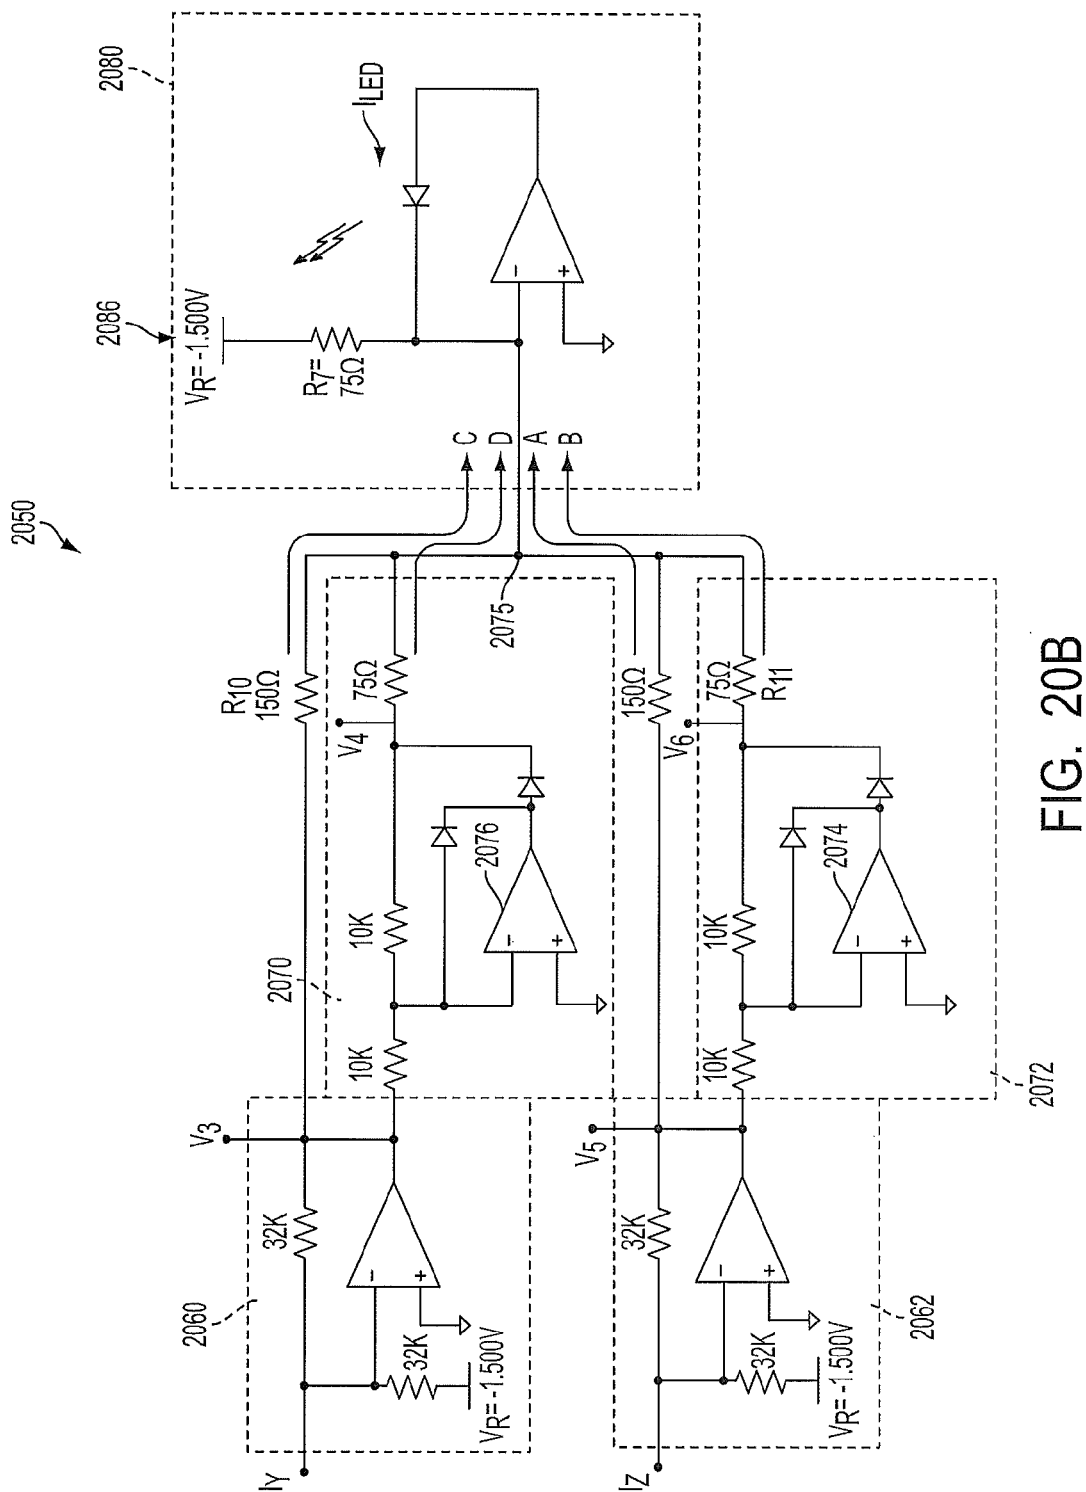 2050
2080
2086
VR= -1.500V
ILED
R7=
75Ω
−
+
C
D
A
B
2075
R10
150Ω
V3
2060
32K
IY
−
+
32K
VR= -1.500V
2070
10K
10K
V4
75Ω
2076
−
+
V5
2062
32K
IZ
−
+
32K
VR= -1.500V
150Ω
2072
10K
10K
V6
75Ω
R11
2074
−
+
FIG. 20B